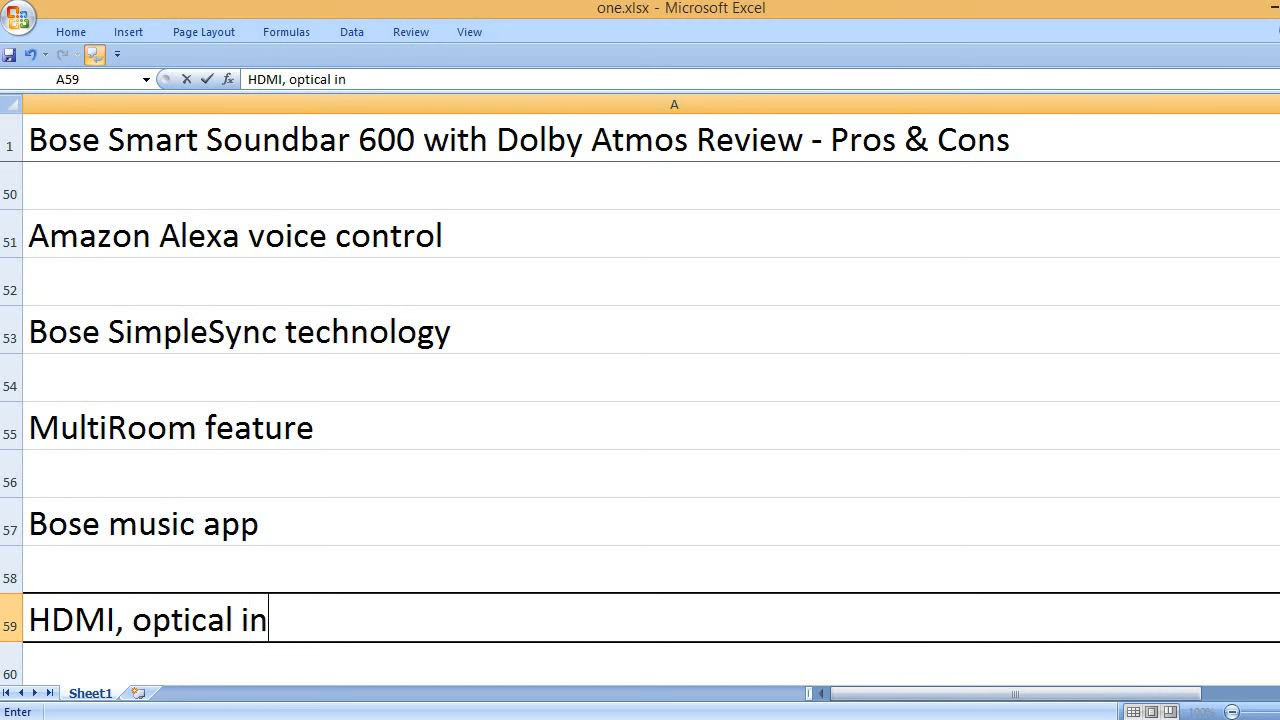 one.xlsx - Microsoft Excel
Home Insert Page Layout Formulas Data Review View
A59 fx HDMI, optical in
A
1 Bose Smart Soundbar 600 with Dolby Atmos Review - Pros & Cons
50
51 Amazon Alexa voice control
52
53 Bose SimpleSync technology
54
55 MultiRoom feature
56
57 Bose music app
58
59 HDMI, optical in
60
Sheet1
Enter 100%